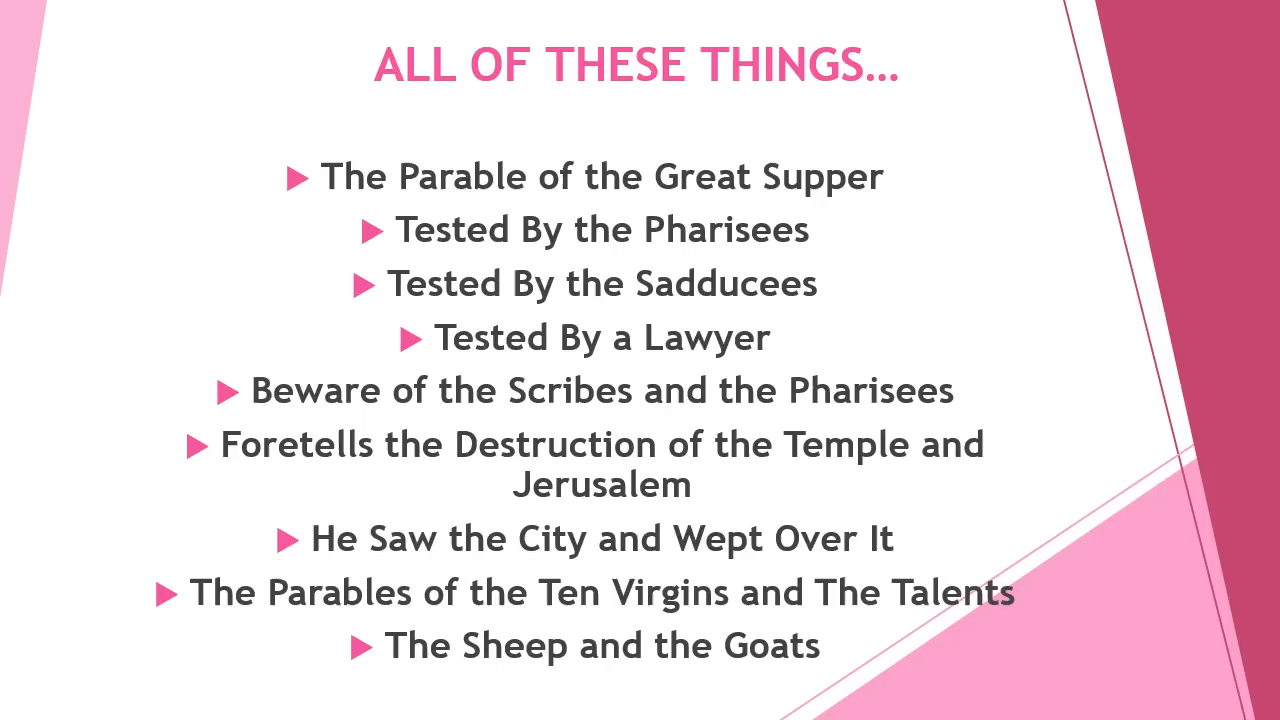 ALL OF THESE THINGS...
The Parable of the Great Supper
Tested By the Pharisees
Tested By the Sadducees
Tested By a Lawyer
Beware of the Scribes and the Pharisees
Foretells the Destruction of the Temple and
Jerusalem
He Saw the City and Wept Over It
The Parables of the Ten Virgins and The Talents
The Sheep and the Goats